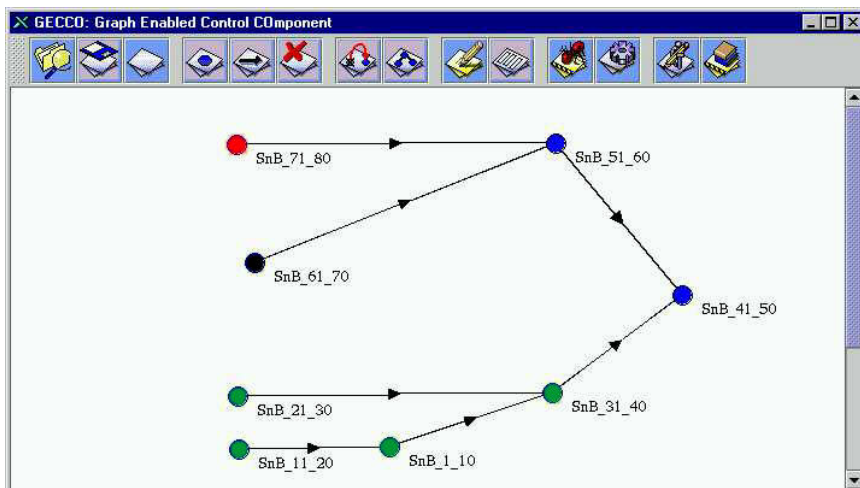 GECCO: Graph Enabled Control COmponent
SnB_71_80
SnB_51_60
SnB_61_70
SnB_41_50
SnB_21_30
SnB_31_40
SnB_11_20
SnB_1_10